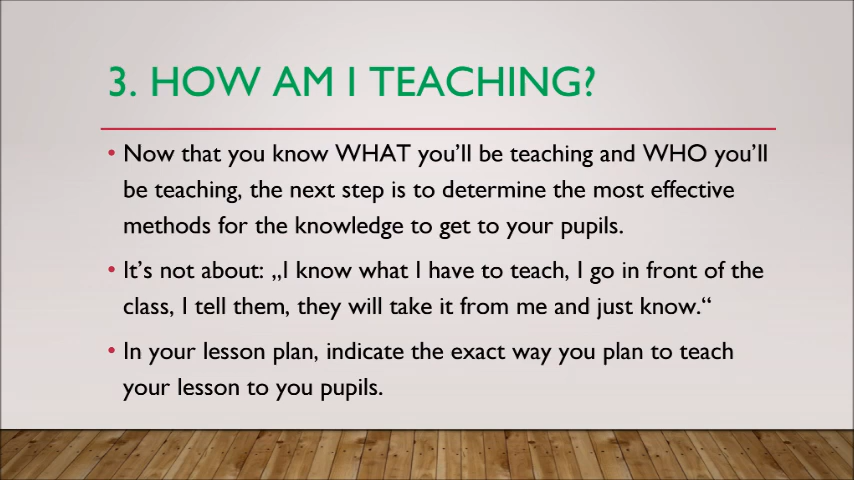 3. HOW AM I TEACHING?
• Now that you know WHAT you’ll be teaching and WHO you’ll
be teaching, the next step is to determine the most effective
methods for the knowledge to get to your pupils.
• It’s not about: „I know what I have to teach, I go in front of the
class, I tell them, they will take it from me and just know.“
• In your lesson plan, indicate the exact way you plan to teach
your lesson to you pupils.